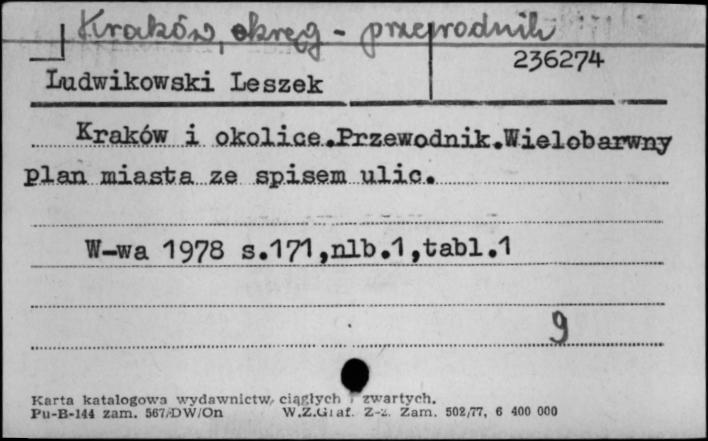 Kraków, okręg - przewodnik
236274
Ludwikowski Leszek
Kraków i okolice.Przewodnik.Wielobarwny
plan miasta ze spisem ulic.
W-wa 1978 s.171,nlb.1,tabl.1
9
Karta katalogowa wydawnictw ciągłych i zwartych.
Pu-B-144 zam. 567/DW/On W.Z.Graf. Z-2. Zam. 502/77, 6 400 000